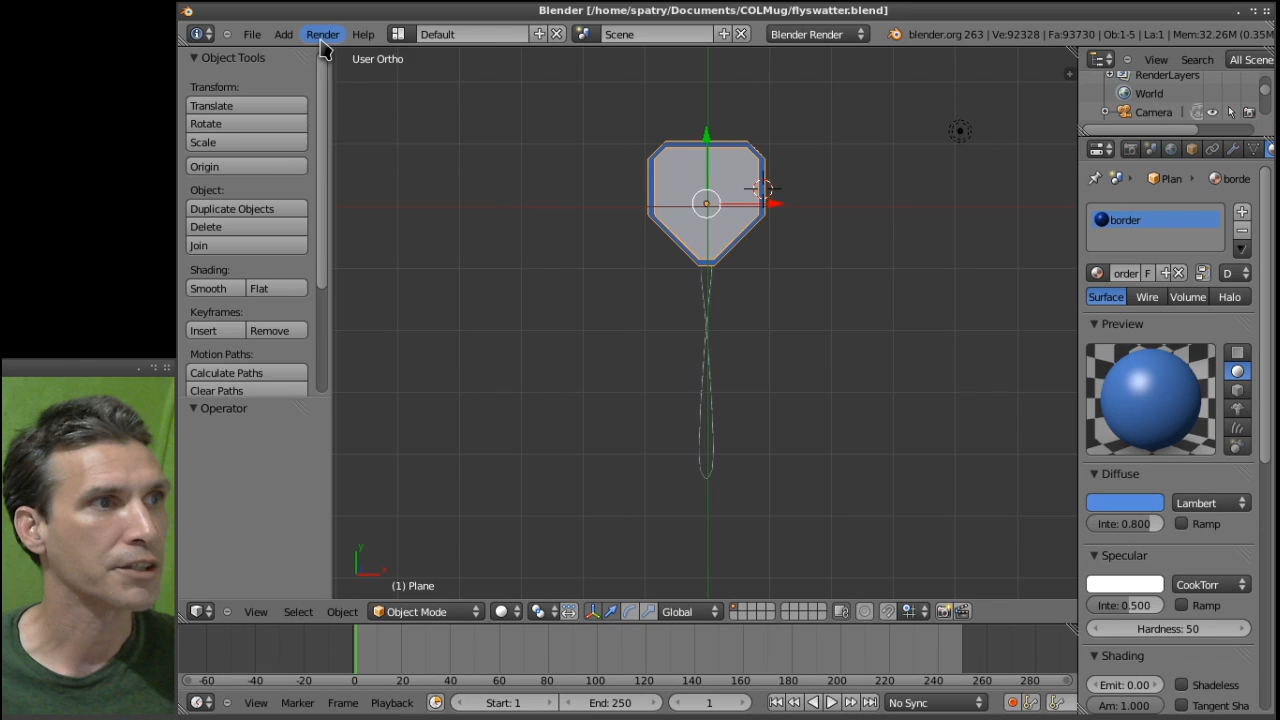 Blender [/home/spatry/Documents/COLMug/flyswatter.blend]
File Add Render Help Default Scene Blender Render blender.org 263 | Ve:92328 | Fa:93730 | Ob:1-5 | La:1 | Mem:32.26M (0.35M
Object Tools
Transform:
Translate
Rotate
Scale
Origin
Object:
Duplicate Objects
Delete
Join
Shading:
Smooth Flat
Keyframes:
Insert Remove
Motion Paths:
Calculate Paths
Clear Paths
Operator
User Ortho
y
x
(1) Plane
View Select Object Object Mode Global
-60 -40 -20 0 20 40 60 80 100 120 140 160 180 200 220 240 260 280
View Marker Frame Playback Start: 1 End: 250 1 No Sync
View Search All Scene
RenderLayers
World
Camera
Plan borde
border
order F D
Surface Wire Volume Halo
Preview
Diffuse
Lambert
Inte: 0.800 Ramp
Specular
CookTorr
Inte: 0.500 Ramp
Hardness: 50
Shading
Emit: 0.00 Shadeless
Am: 1.000 Tangent Sha